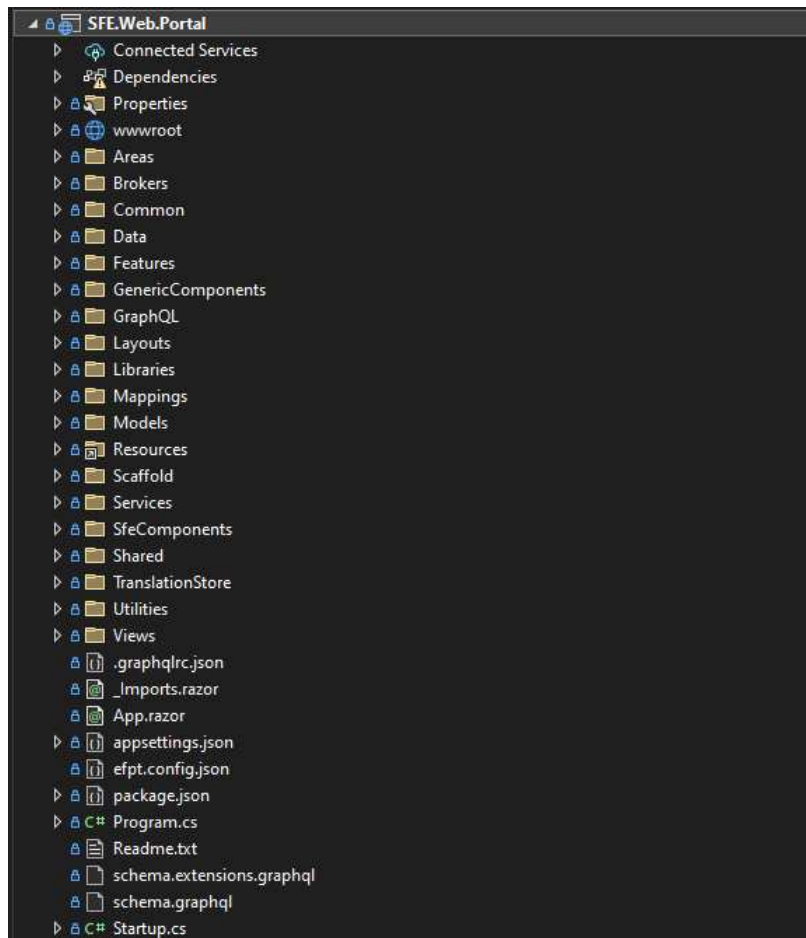 SFE.Web.Portal
Connected Services
Dependencies
Properties
wwwroot
Areas
Brokers
Common
Data
Features
GenericComponents
GraphQL
Layouts
Libraries
Mappings
Models
Resources
Scaffold
Services
SfeComponents
Shared
TranslationStore
Utilities
Views
.graphqlrc.json
_Imports.razor
App.razor
appsettings.json
efpt.config.json
package.json
C# Program.cs
Readme.txt
schema.extensions.graphql
schema.graphql
C# Startup.cs